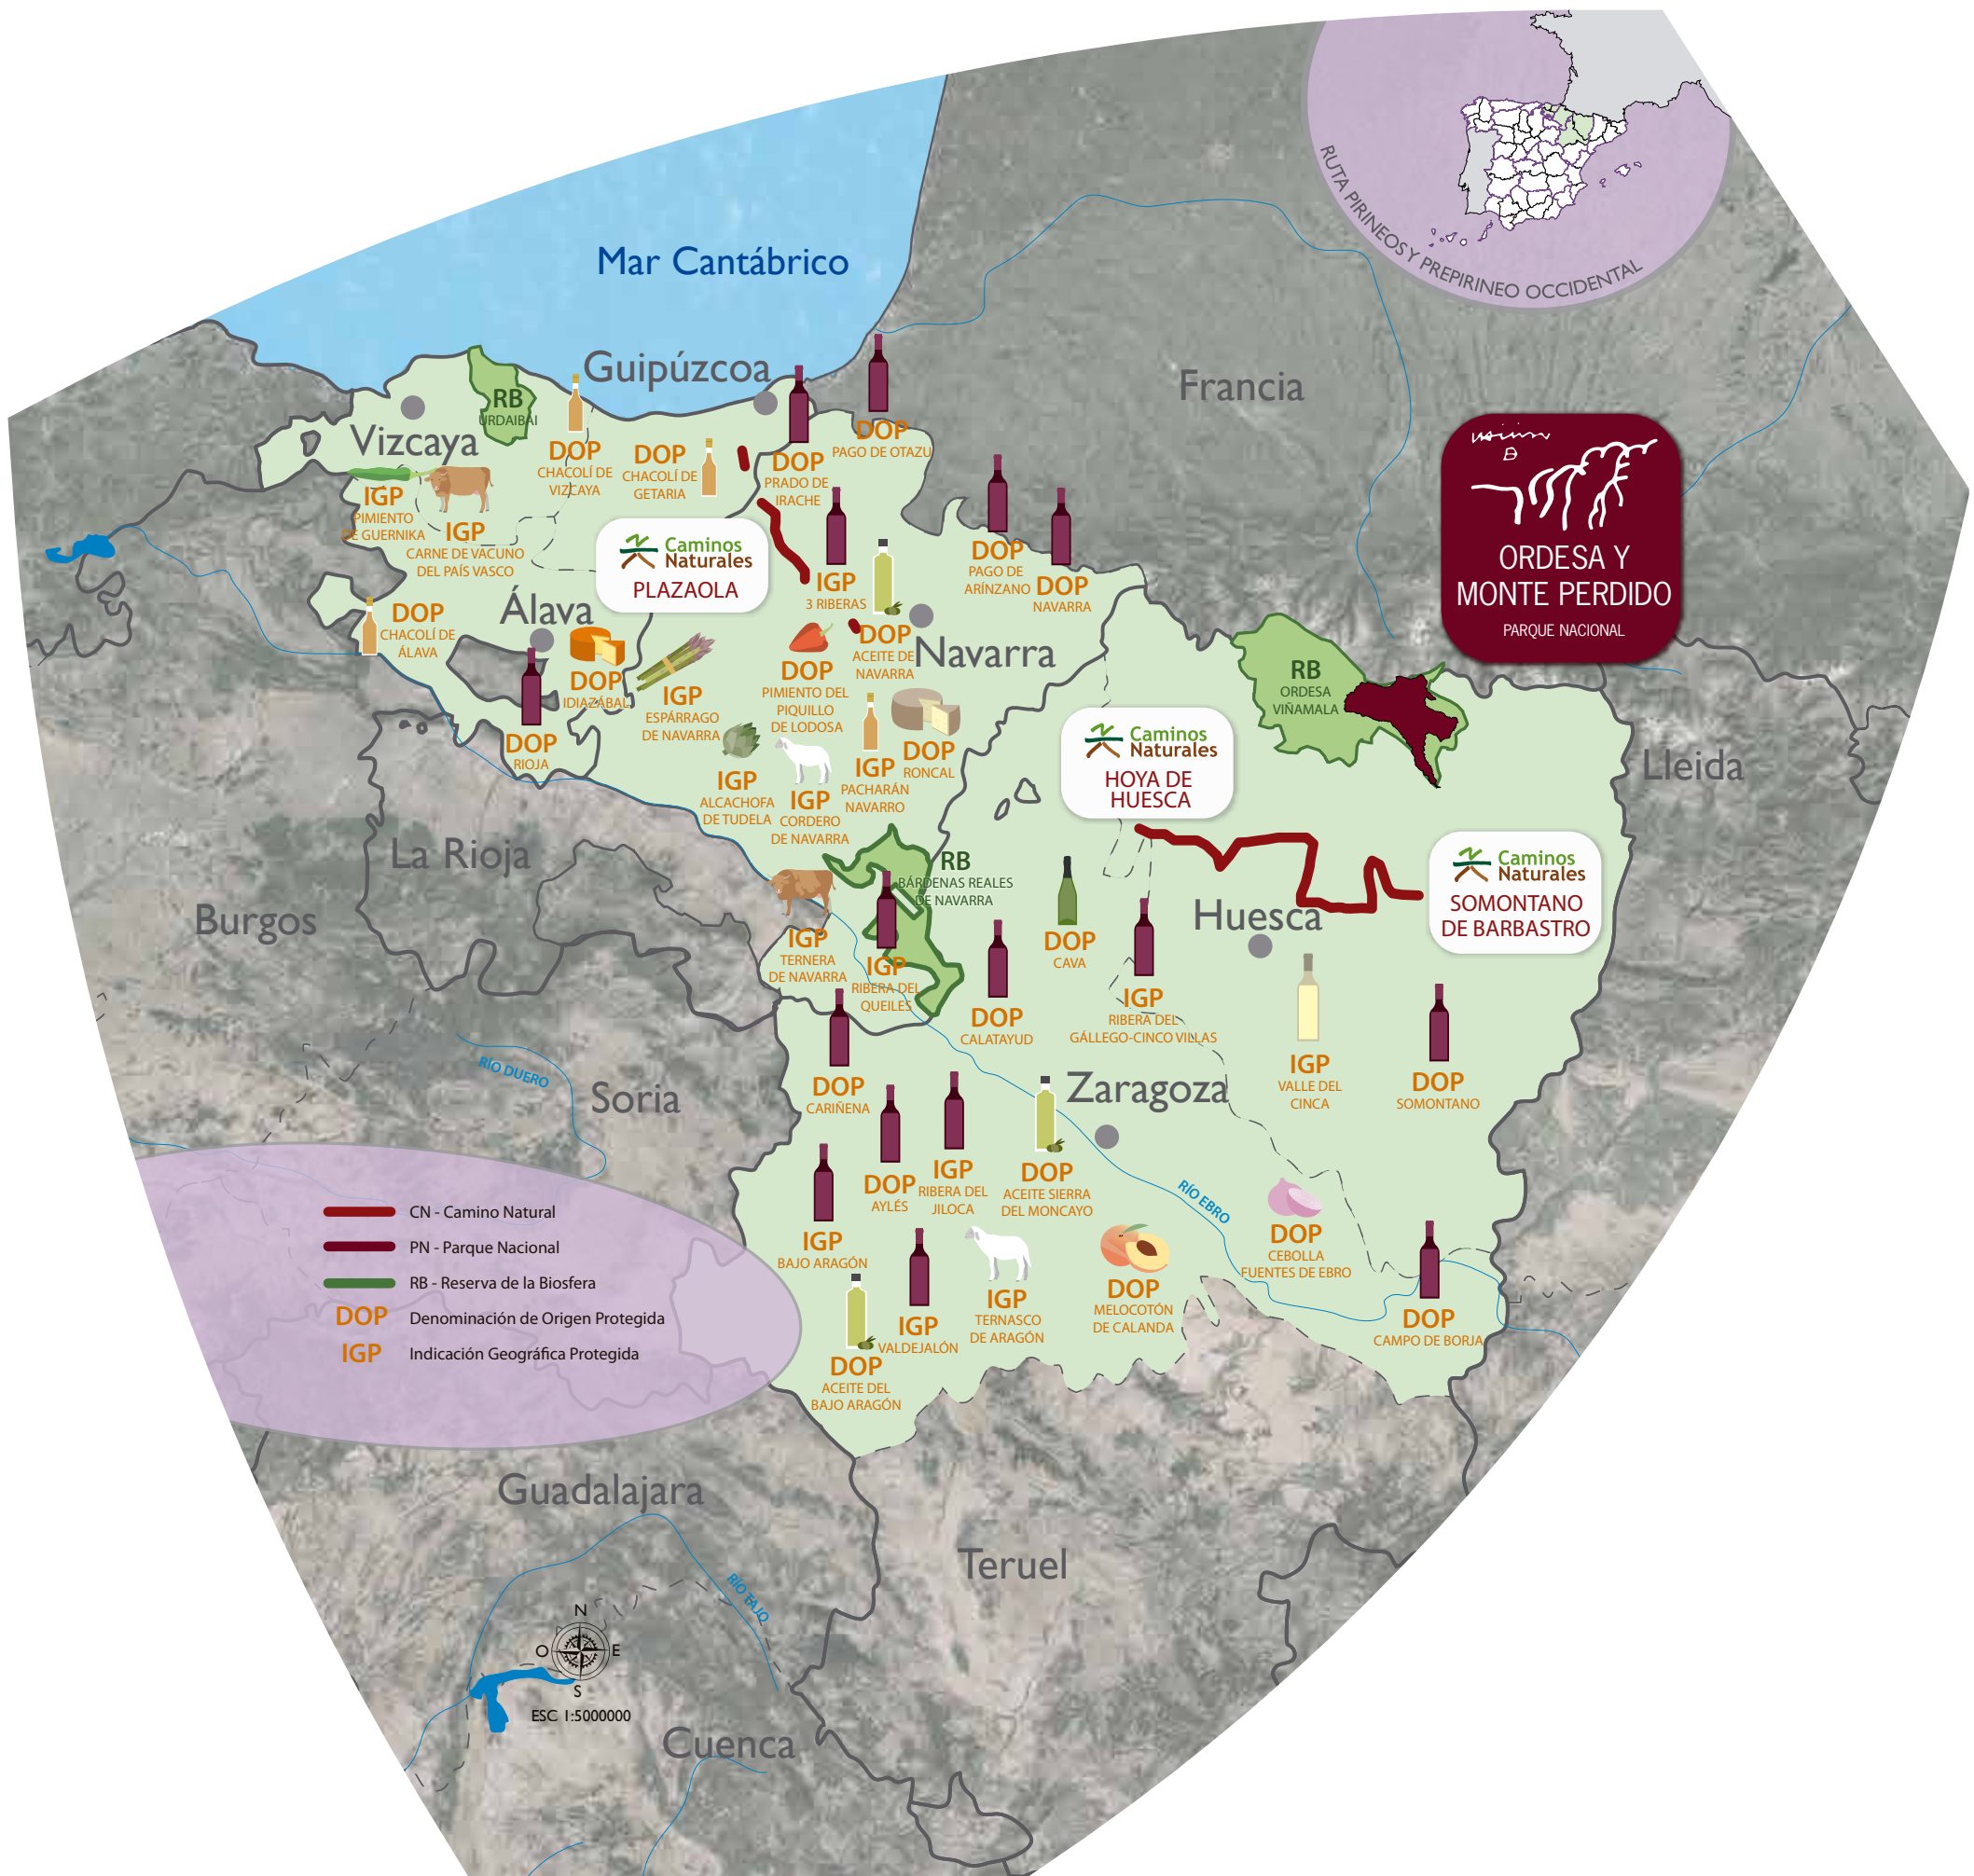 RUTA PIRINEOS Y PREPIRINEO OCCIDENTAL
Mar Cantábrico
Guipúzcoa
Francia
Vizcaya
RB
URDAIBAI
DOP
CHACOLÍ DE
VIZCAYA
DOP
CHACOLÍ DE
GETARIA
DOP
PRADO DE
IRACHE
DOP
PAGO DE OTAZU
IGP
PIMIENTO
DE GUERNIKA
IGP
CARNE DE VACUNO
DEL PAÍS VASCO
Caminos
Naturales
PLAZAOLA
IGP
3 RIBERAS
DOP
PAGO DE
ARÍNZANO
DOP
NAVARRA
ORDESA Y
MONTE PERDIDO
PARQUE NACIONAL
Álava
DOP
CHACOLÍ DE
ÁLAVA
DOP
IDIAZÁBAL
DOP
RIOJA
IGP
ESPÁRRAGO
DE NAVARRA
DOP
PIMIENTO DEL
PIQUILLO
DE LODOSA
DOP
ACEITE DE
NAVARRA
Navarra
RB
ORDESA
VIÑAMALA
IGP
ALCACHOFA
DE TUDELA
IGP
CORDERO
DE NAVARRA
IGP
PACHARÁN
NAVARRO
DOP
RONCAL
Caminos
Naturales
HOYA DE
HUESCA
Lleida
La Rioja
Burgos
RB
BÁRDENAS REALES
DE NAVARRA
Caminos
Naturales
SOMONTANO
DE BARBASTRO
Huesca
IGP
TERNERA
DE NAVARRA
IGP
RIBERA DEL
QUEILES
DOP
CALATAYUD
DOP
CAVA
IGP
RIBERA DEL
GÁLLEGO-CINCO VILLAS
IGP
VALLE DEL
CINCA
DOP
SOMONTANO
RÍO DUERO
Soria
DOP
CARIÑENA
Zaragoza
DOP
AYLÉS
IGP
RIBERA DEL
JILOCA
DOP
ACEITE SIERRA
DEL MONCAYO
RÍO EBRO
IGP
BAJO ARAGÓN
IGP
VALDEJALÓN
IGP
TERNASCO
DE ARAGÓN
DOP
MELOCOTÓN
DE CALANDA
DOP
CEBOLLA
FUENTES DE EBRO
DOP
CAMPO DE BORJA
DOP
ACEITE DEL
BAJO ARAGÓN
CN - Camino Natural
PN - Parque Nacional
RB - Reserva de la Biosfera
DOP Denominación de Origen Protegida
IGP Indicación Geográfica Protegida
Guadalajara
Teruel
RÍO TAJO
N
O
E
S
ESC 1:5000000
Cuenca